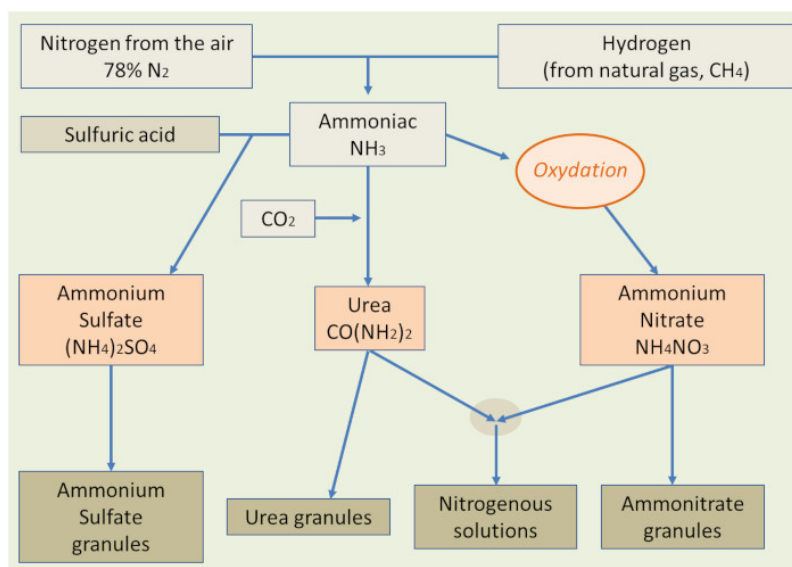 Nitrogen from the air
78% N₂
Hydrogen
(from natural gas, CH₄)
Sulfuric acid
Ammoniac
NH₃
Oxydation
CO₂
Ammonium
Sulfate
(NH₄)₂SO₄
Urea
CO(NH₂)₂
Ammonium
Nitrate
NH₄NO₃
Ammonium
Sulfate
granules
Urea granules
Nitrogenous
solutions
Ammonitrate
granules